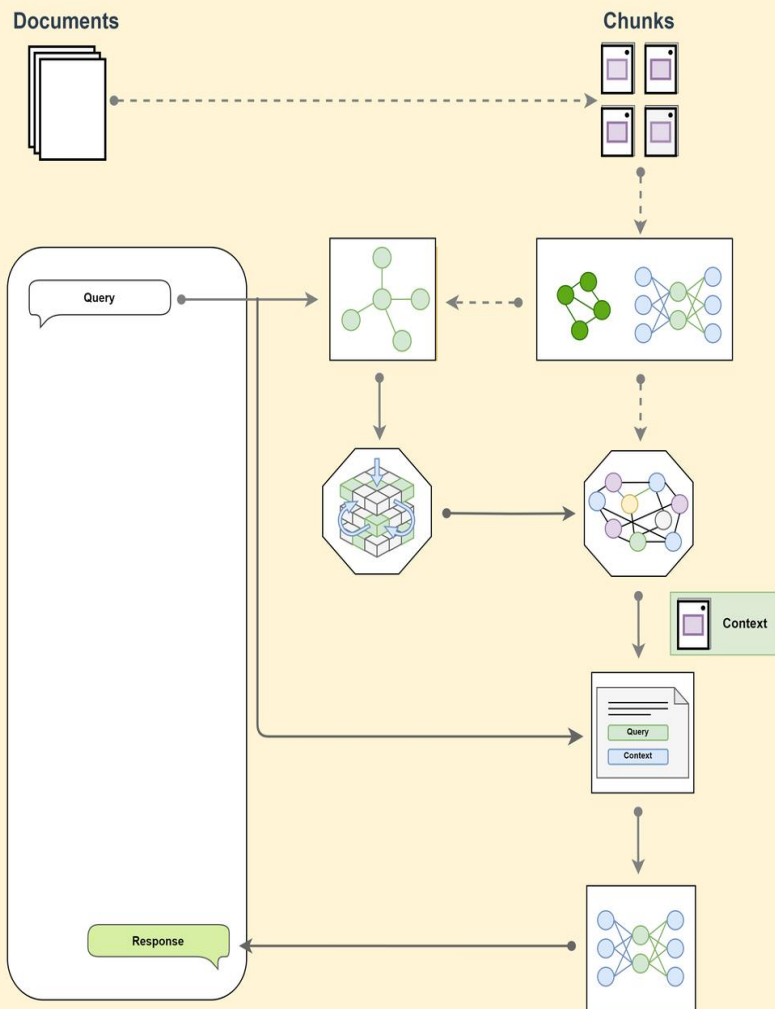 Documents
Chunks
Query
Context
Query
Context
Response